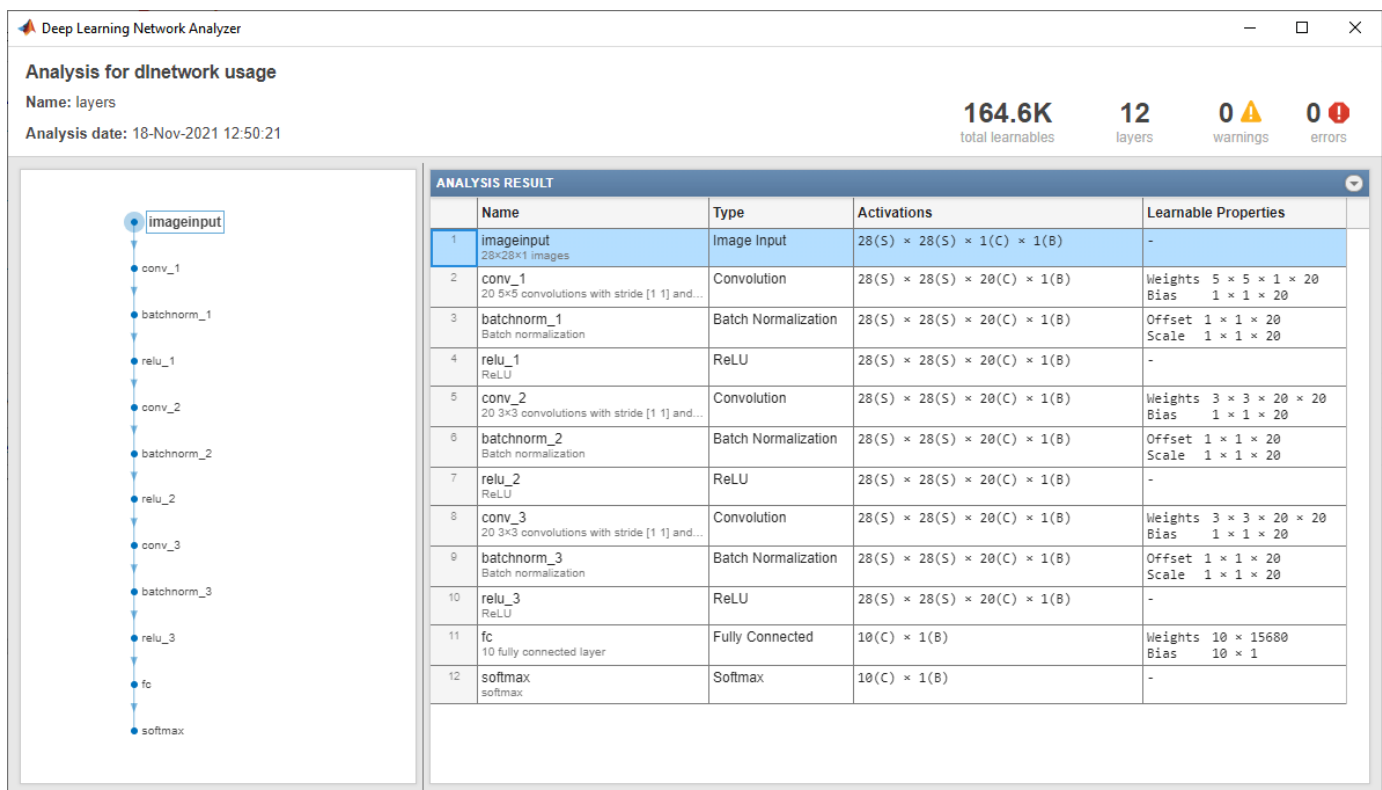 Deep Learning Network Analyzer
Analysis for dlnetwork usage
Name: layers
Analysis date: 18-Nov-2021 12:50:21
164.6K
total learnables
12
layers
0
warnings
0
errors
imageinput
conv_1
batchnorm_1
relu_1
conv_2
batchnorm_2
relu_2
conv_3
batchnorm_3
relu_3
fc
softmax
ANALYSIS RESULT
Name Type Activations Learnable Properties
1 imageinput Image Input 28(S) × 28(S) × 1(C) × 1(B) -
28×28×1 images
2 conv_1 Convolution 28(S) × 28(S) × 20(C) × 1(B) Weights 5 × 5 × 1 × 20
20 5×5 convolutions with stride [1 1] and... Bias 1 × 1 × 20
3 batchnorm_1 Batch Normalization 28(S) × 28(S) × 20(C) × 1(B) Offset 1 × 1 × 20
Batch normalization Scale 1 × 1 × 20
4 relu_1 ReLU 28(S) × 28(S) × 20(C) × 1(B) -
ReLU
5 conv_2 Convolution 28(S) × 28(S) × 20(C) × 1(B) Weights 3 × 3 × 20 × 20
20 3×3 convolutions with stride [1 1] and... Bias 1 × 1 × 20
6 batchnorm_2 Batch Normalization 28(S) × 28(S) × 20(C) × 1(B) Offset 1 × 1 × 20
Batch normalization Scale 1 × 1 × 20
7 relu_2 ReLU 28(S) × 28(S) × 20(C) × 1(B) -
ReLU
8 conv_3 Convolution 28(S) × 28(S) × 20(C) × 1(B) Weights 3 × 3 × 20 × 20
20 3×3 convolutions with stride [1 1] and... Bias 1 × 1 × 20
9 batchnorm_3 Batch Normalization 28(S) × 28(S) × 20(C) × 1(B) Offset 1 × 1 × 20
Batch normalization Scale 1 × 1 × 20
10 relu_3 ReLU 28(S) × 28(S) × 20(C) × 1(B) -
ReLU
11 fc Fully Connected 10(C) × 1(B) Weights 10 × 15680
10 fully connected layer Bias 10 × 1
12 softmax Softmax 10(C) × 1(B) -
softmax